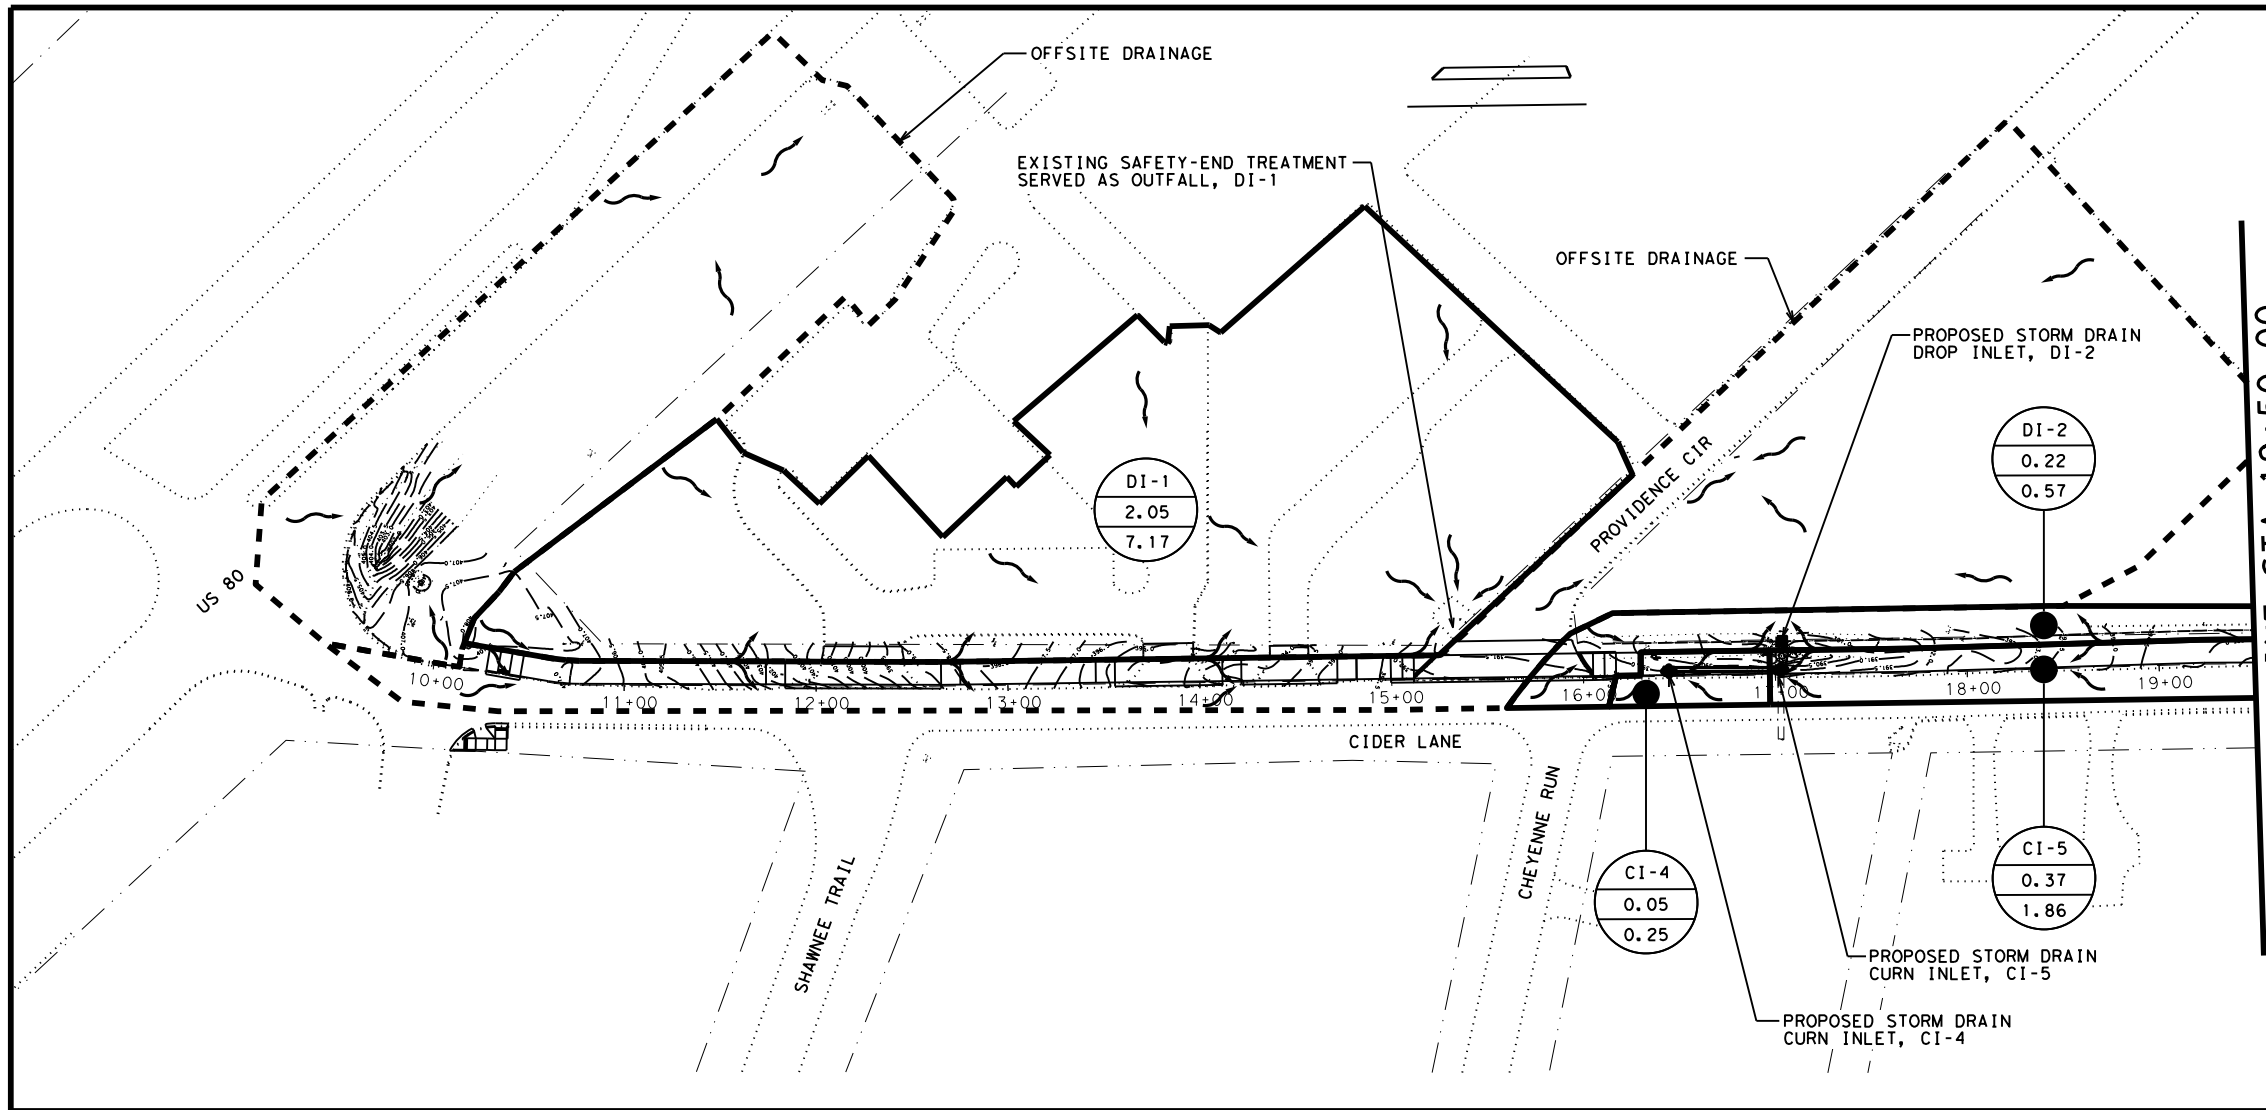 OFFSITE DRAINAGE
EXISTING SAFETY-END TREATMENT
SERVED AS OUTFALL, DI-1
OFFSITE DRAINAGE
PROPOSED STORM DRAIN
DROP INLET, DI-2
DI-2
0.22
0.57
DI-1
2.05
7.17
PROVIDENCE CIR
US 80
10+00
11+00
12+00
13+00
14+00
15+00
18+00
19+00
CIDER LANE
SHAWNEE TRAIL
CHEYENNE RUN
CI-4
0.05
0.25
CI-5
0.37
1.86
PROPOSED STORM DRAIN
CURN INLET, CI-5
PROPOSED STORM DRAIN
CURN INLET, CI-4